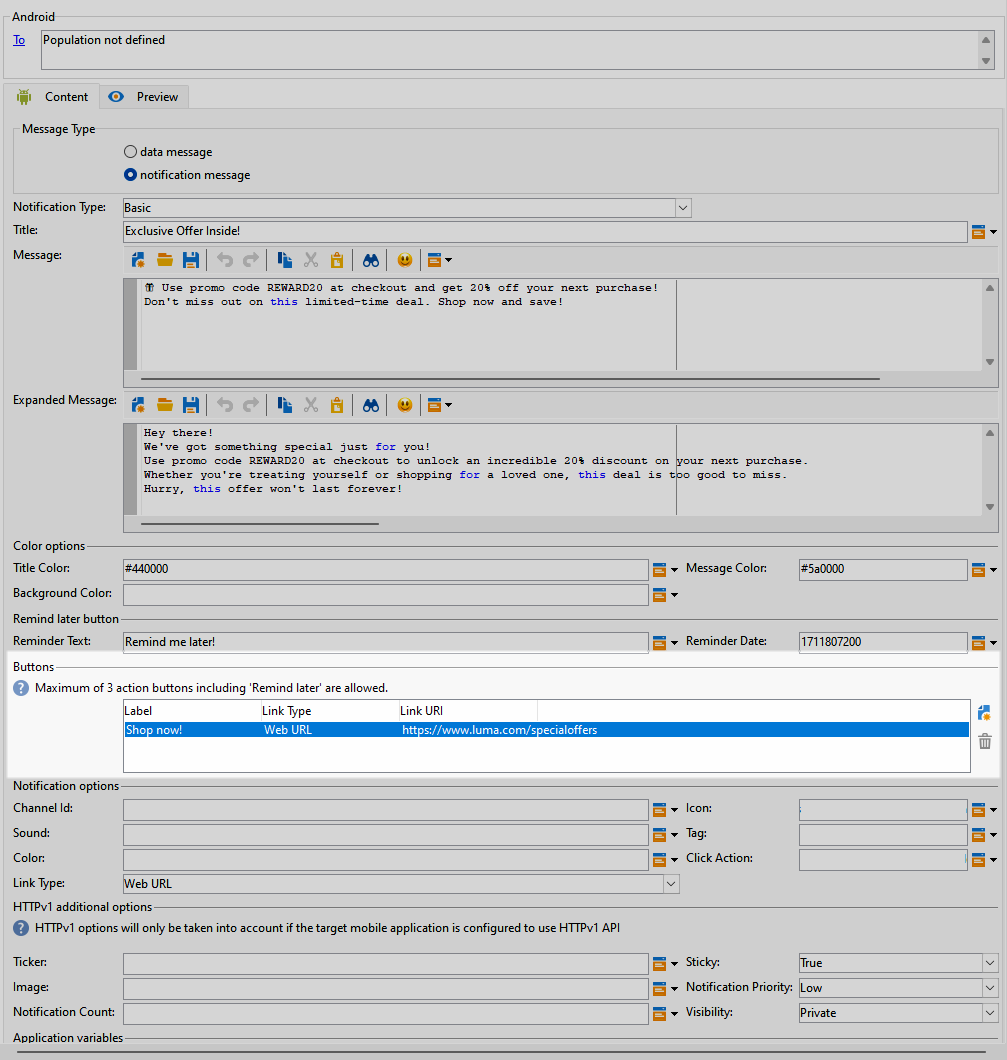 Android
To
Population not defined
Content
Preview
Message Type
data message
notification message
Notification Type: Basic
Title: Exclusive Offer Inside!
Message:
Use promo code REWARD20 at checkout and get 20% off your next purchase!
Don't miss out on this limited-time deal. Shop now and save!
Expanded Message:
Hey there!
We've got something special just for you!
Use promo code REWARD20 at checkout to unlock an incredible 20% discount on your next purchase.
Whether you're treating yourself or shopping for a loved one, this deal is too good to miss.
Hurry, this offer won't last forever!
Color options
Title Color: #440000 Message Color: #5a0000
Background Color:
Remind later button
Reminder Text: Remind me later! Reminder Date: 1711807200
Buttons
Maximum of 3 action buttons including 'Remind later' are allowed.
Label Link Type Link URI
Shop now! Web URL https://www.luma.com/specialoffers
Notification options
Channel Id: Icon:
Sound: Tag:
Color: Click Action:
Link Type: Web URL
HTTPv1 additional options
HTTPv1 options will only be taken into account if the target mobile application is configured to use HTTPv1 API
Ticker: Sticky: True
Image: Notification Priority: Low
Notification Count: Visibility: Private
Application variables